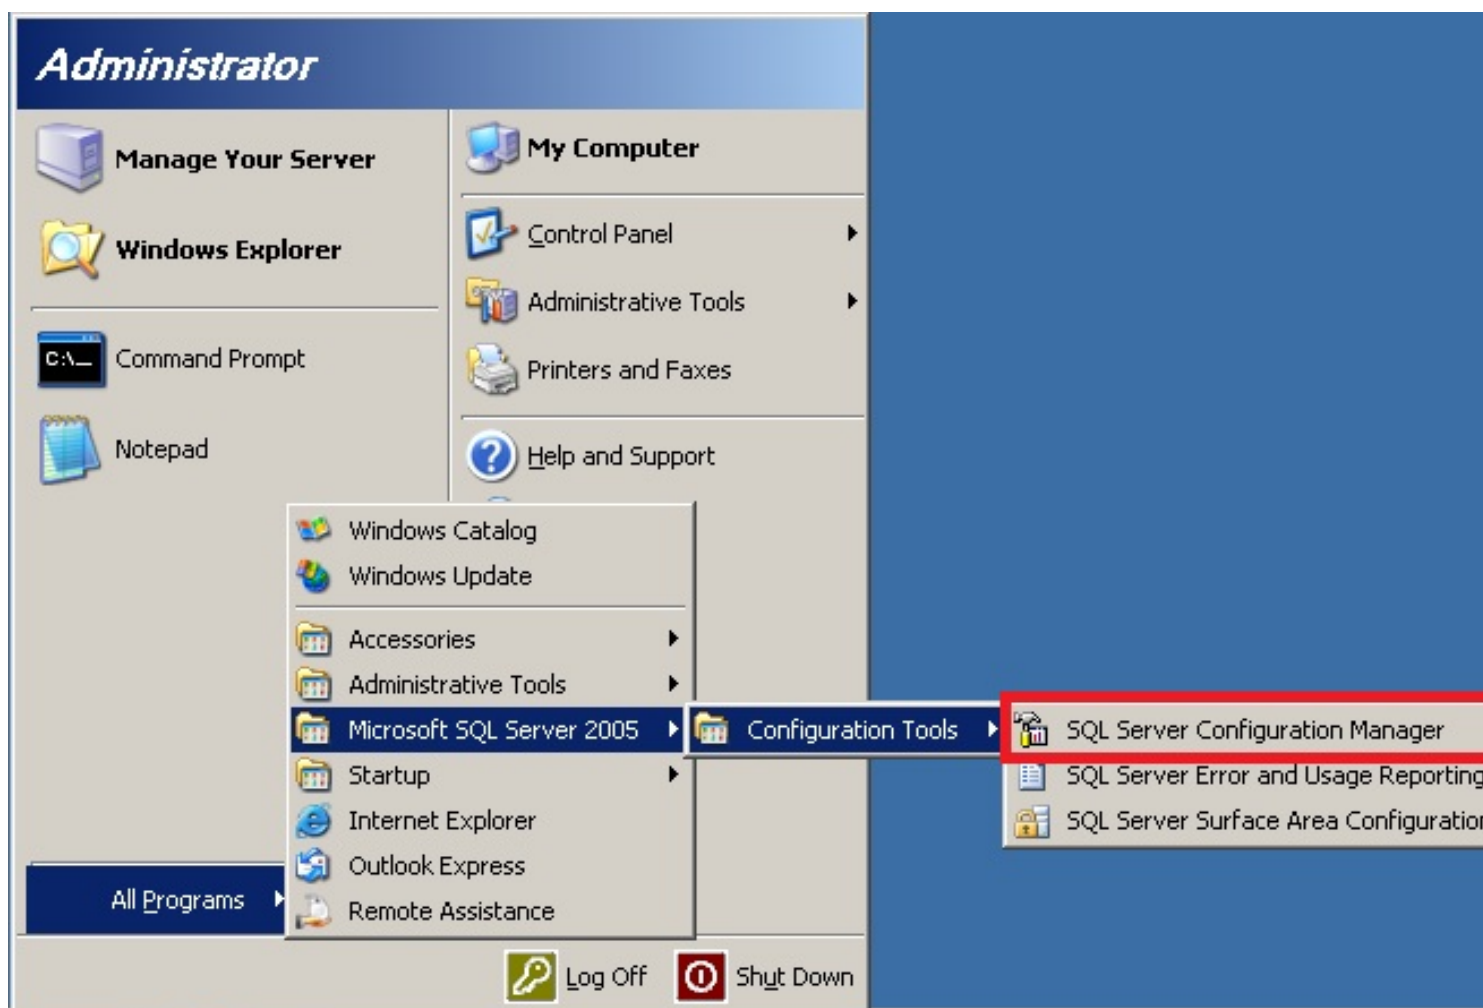 Administrator
Manage Your Server
Windows Explorer
C:\_
Command Prompt
Notepad
My Computer
Control Panel
Administrative Tools
Printers and Faxes
Help and Support
Windows Catalog
Windows Update
Accessories
Administrative Tools
Microsoft SQL Server 2005
Startup
Internet Explorer
Outlook Express
Remote Assistance
Configuration Tools
SQL Server Configuration Manager
SQL Server Error and Usage Reporting
SQL Server Surface Area Configuration
All Programs
Log Off
Shut Down